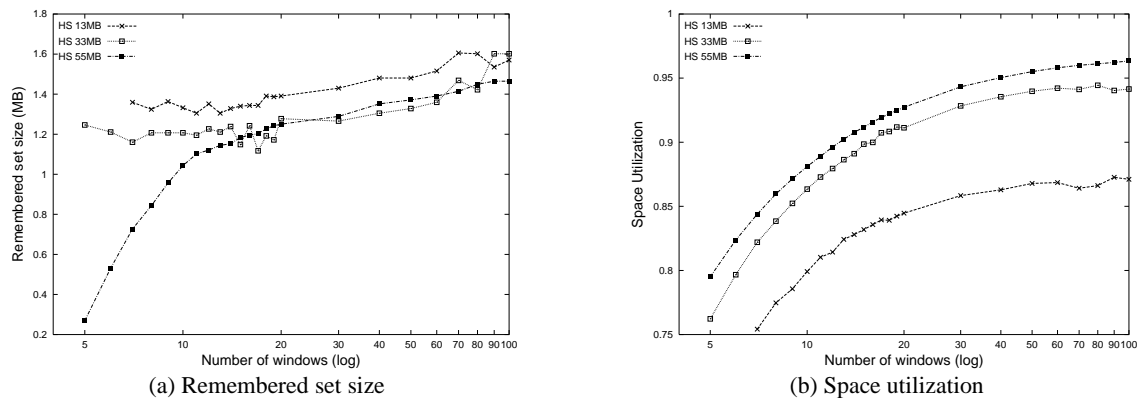 HS 13MB
HS 33MB
HS 55MB
1.8
1.6
1.4
1.2
1
0.8
0.6
0.4
0.2
Remembered set size (MB)
5 10 20 30 40 50 60 70 80 90 100
Number of windows (log)
(a) Remembered set size
HS 13MB
HS 33MB
HS 55MB
1
0.95
0.9
0.85
0.8
0.75
Space Utilization
5 10 20 30 40 50 60 70 80 90 100
Number of windows (log)
(b) Space utilization